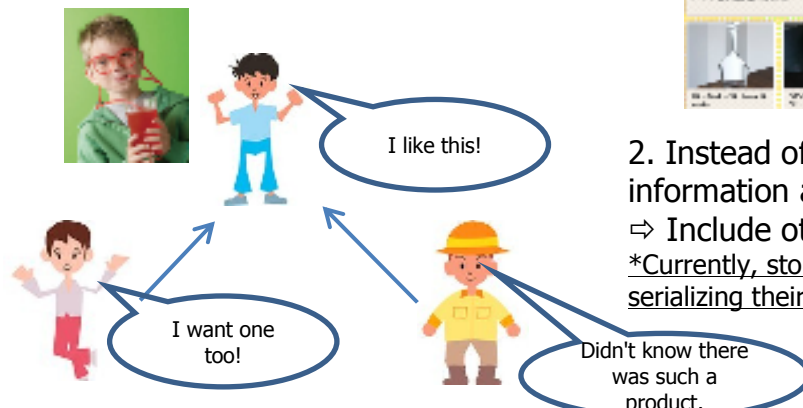 I like this!
2. Instead of
information a
⇨ Include ot
*Currently, sto
serializing their
I want one
too!
Didn't know there
was such a
product.